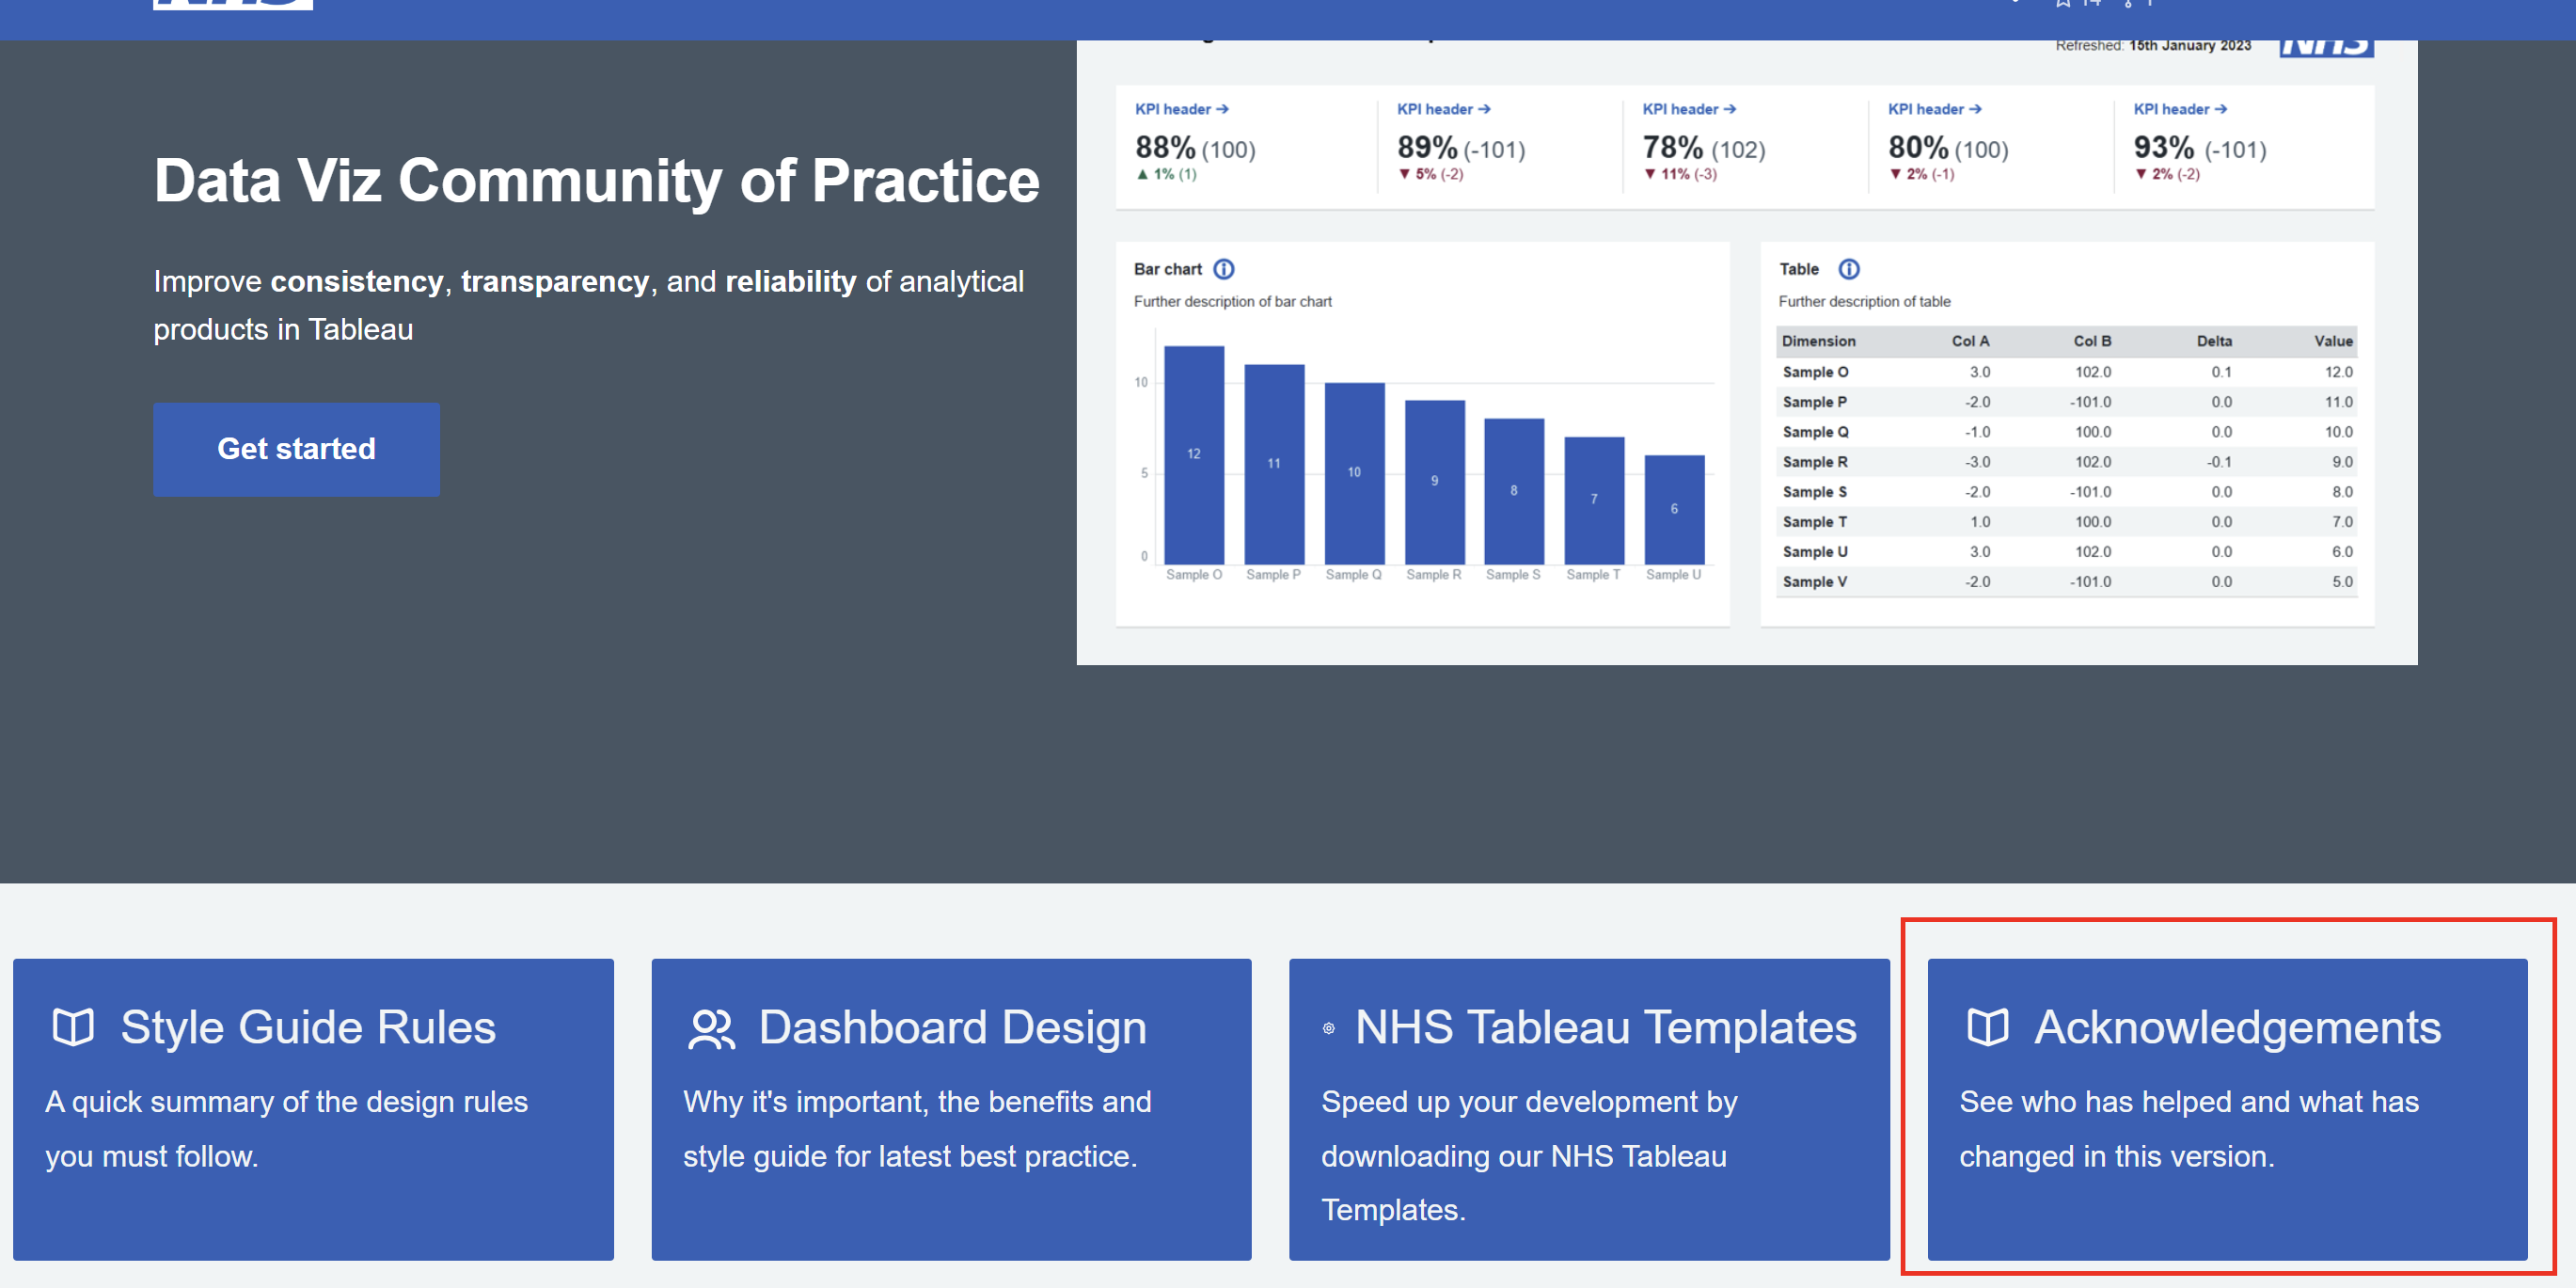 Refreshed: 15th January 2023
NHS
KPI header → KPI header → KPI header → KPI header → KPI header →
88% (100) 89% (-101) 78% (102) 80% (100) 93% (-101)
▲ 1% (1) ▼ 5% (-2) ▼ 11% (-3) ▼ 2% (-1) ▼ 2% (-2)
Data Viz Community of Practice
Improve consistency, transparency, and reliability of analytical
products in Tableau
Get started
Bar chart
Further description of bar chart
10
5
0
12 11 10 9 8 7 6
Sample O Sample P Sample Q Sample R Sample S Sample T Sample U
Table
Further description of table
Dimension Col A Col B Delta Value
Sample O 3.0 102.0 0.1 12.0
Sample P -2.0 -101.0 0.0 11.0
Sample Q -1.0 100.0 0.0 10.0
Sample R -3.0 102.0 -0.1 9.0
Sample S -2.0 -101.0 0.0 8.0
Sample T 1.0 100.0 0.0 7.0
Sample U 3.0 102.0 0.0 6.0
Sample V -2.0 -101.0 0.0 5.0
Style Guide Rules
A quick summary of the design rules
you must follow.
Dashboard Design
Why it's important, the benefits and
style guide for latest best practice.
NHS Tableau Templates
Speed up your development by
downloading our NHS Tableau
Templates.
Acknowledgements
See who has helped and what has
changed in this version.